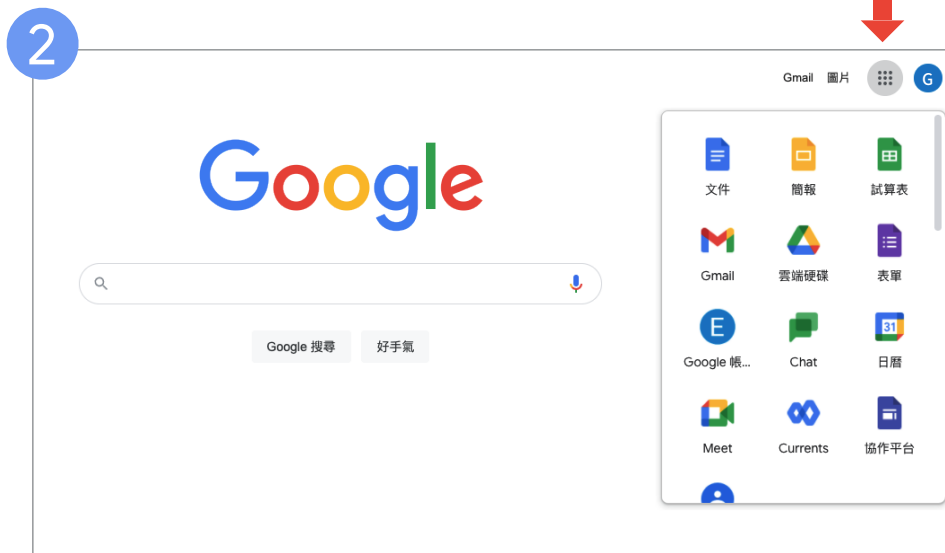 2
Gmail 圖片 G
Google
文件 簡報 試算表
Gmail 雲端硬碟 表單
E 31
Google 帳... Chat 日曆
Meet Currents 協作平台
Google 搜尋 好手氣